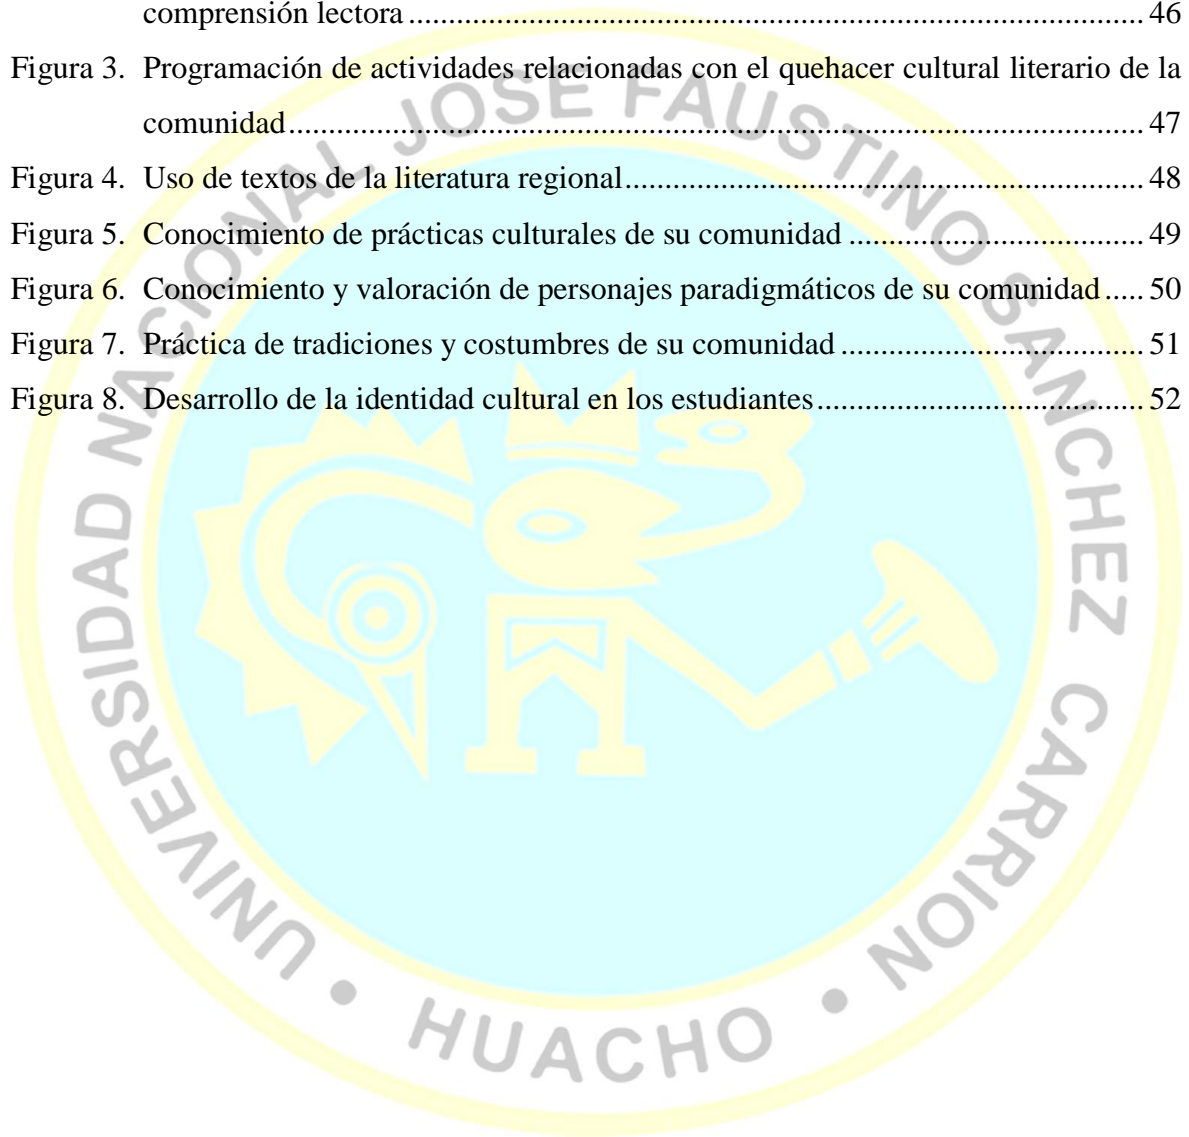 comprensión lectora ........................................................................................................ 46
Figura 3. Programación de actividades relacionadas con el quehacer cultural literario de la
comunidad......................................................................................................................... 47
Figura 4. Uso de textos de la literatura regional.......................................................................... 48
Figura 5. Conocimiento de prácticas culturales de su comunidad .......................................... 49
Figura 6. Conocimiento y valoración de personajes paradigmáticos de su comunidad..... 50
Figura 7. Práctica de tradiciones y costumbres de su comunidad ........................................... 51
Figura 8. Desarrollo de la identidad cultural en los estudiantes............................................... 52
UNIVERSIDAD NACIONAL JOSE FAUSTINO SANCHEZ CARRION
• HUACHO •